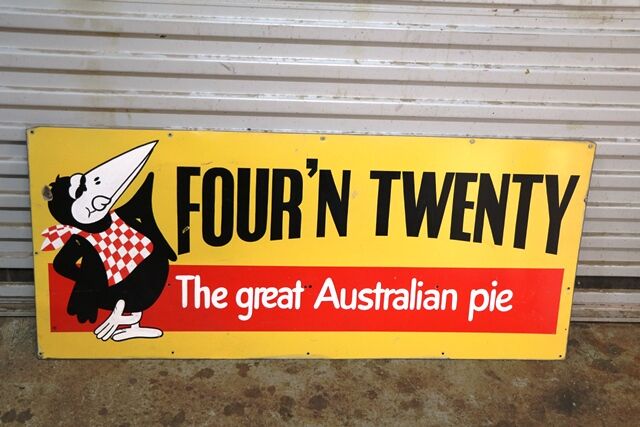 FOUR'N TWENTY
The great Australian pie